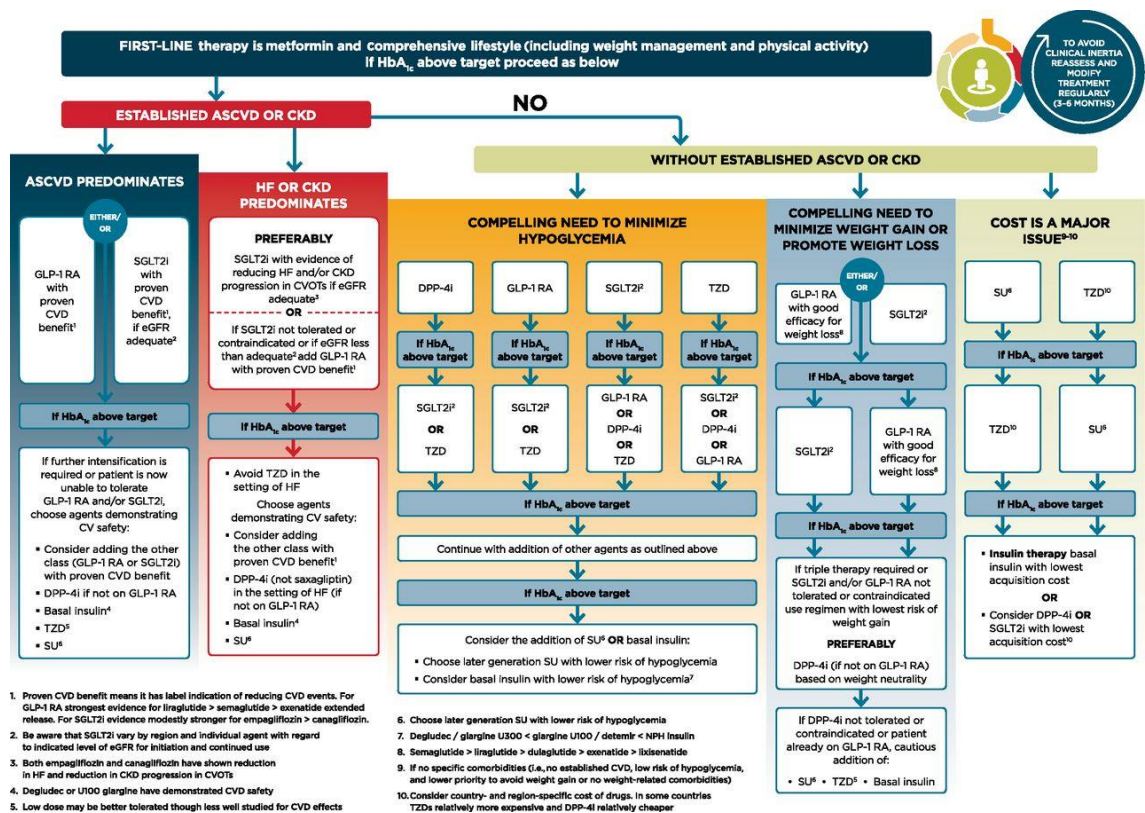 FIRST-LINE therapy is metformin and comprehensive lifestyle (including weight management and physical activity)
If HbA1c above target proceed as below
TO AVOID
CLINICAL INERTIA
REASSESS AND
MODIFY
TREATMENT
REGULARLY
(3–6 MONTHS)
ESTABLISHED ASCVD OR CKD
NO
WITHOUT ESTABLISHED ASCVD OR CKD
ASCVD PREDOMINATES
EITHER/
OR
GLP-1 RA
with
proven
CVD
benefit1
SGLT2i
with
proven
CVD
benefit1,
if eGFR
adequate2
If HbA1c above target
If further intensification is
required or patient is now
unable to tolerate
GLP-1 RA and/or SGLT2i,
choose agents demonstrating
CV safety:
▪ Consider adding the other
class (GLP-1 RA or SGLT2i)
with proven CVD benefit
▪ DPP-4i if not on GLP-1 RA
▪ Basal insulin4
▪ TZD5
▪ SU6
HF OR CKD
PREDOMINATES
PREFERABLY
SGLT2i with evidence of
reducing HF and/or CKD
progression in CVOTs if eGFR
adequate3
OR
If SGLT2i not tolerated or
contraindicated or if eGFR less
than adequate2 add GLP-1 RA
with proven CVD benefit1
If HbA1c above target
▪ Avoid TZD in the
setting of HF
Choose agents
demonstrating CV safety:
▪ Consider adding
the other class with
proven CVD benefit1
▪ DPP-4i (not saxagliptin)
in the setting of HF (if
not on GLP-1 RA)
▪ Basal insulin4
▪ SU6
COMPELLING NEED TO MINIMIZE
HYPOGLYCEMIA
DPP-4i
GLP-1 RA
SGLT2i2
TZD
If HbA1c
above target
If HbA1c
above target
If HbA1c
above target
If HbA1c
above target
SGLT2i2
OR
TZD
SGLT2i2
OR
TZD
GLP-1 RA
OR
DPP-4i
OR
TZD
SGLT2i2
OR
DPP-4i
OR
GLP-1 RA
If HbA1c above target
Continue with addition of other agents as outlined above
If HbA1c above target
Consider the addition of SU6 OR basal insulin:
▪ Choose later generation SU with lower risk of hypoglycemia
▪ Consider basal insulin with lower risk of hypoglycemia7
COMPELLING NEED TO
MINIMIZE WEIGHT GAIN OR
PROMOTE WEIGHT LOSS
EITHER/
OR
GLP-1 RA
with good
efficacy for
weight loss8
SGLT2i2
If HbA1c above target
SGLT2i2
GLP-1 RA
with good
efficacy for
weight loss8
If HbA1c above target
If triple therapy required or
SGLT2i and/or GLP-1 RA not
tolerated or contraindicated
use regimen with lowest risk of
weight gain
PREFERABLY
DPP-4i (if not on GLP-1 RA)
based on weight neutrality
If DPP-4i not tolerated or
contraindicated or patient
already on GLP-1 RA, cautious
addition of:
• SU6 • TZD5 • Basal insulin
COST IS A MAJOR
ISSUE9-10
SU6
TZD10
If HbA1c above target
TZD10
SU6
If HbA1c above target
▪ Insulin therapy basal
insulin with lowest
acquisition cost
OR
▪ Consider DPP-4i OR
SGLT2i with lowest
acquisition cost10
1. Proven CVD benefit means it has label indication of reducing CVD events. For
GLP-1 RA strongest evidence for liraglutide > semaglutide > exenatide extended
release. For SGLT2i evidence modestly stronger for empagliflozin > canagliflozin.
2. Be aware that SGLT2i vary by region and individual agent with regard
to indicated level of eGFR for initiation and continued use
3. Both empagliflozin and canagliflozin have shown reduction
in HF and reduction in CKD progression in CVOTs
4. Degludec or U100 glargine have demonstrated CVD safety
5. Low dose may be better tolerated though less well studied for CVD effects
6. Choose later generation SU with lower risk of hypoglycemia
7. Degludec / glargine U300 < glargine U100 / detemir < NPH insulin
8. Semaglutide > liraglutide > dulaglutide > exenatide > lixisenatide
9. If no specific comorbidities (i.e., no established CVD, low risk of hypoglycemia,
and lower priority to avoid weight gain or no weight-related comorbidities)
10. Consider country- and region-specific cost of drugs. In some countries
TZDs relatively more expensive and DPP-4i relatively cheaper